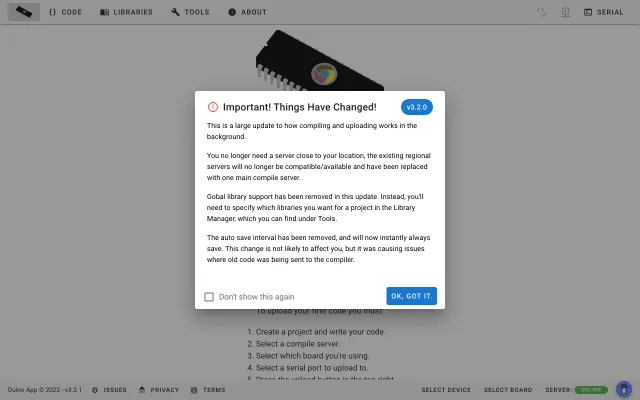 CODE
LIBRARIES
TOOLS
ABOUT
SERIAL
Important! Things Have Changed!
v3.2.0
This is a large update to how compiling and uploading works in the
background.
You no longer need a server close to your location, the existing regional
servers will no longer be compatible/available and have been replaced
with one main compile server.
Gobal library support has been removed in this update. Instead, you'll
need to specify which libraries you want for a project in the Library
Manager, which you can find under Tools.
The auto save interval has been removed, and will now instantly always
save. This change is not likely to affect you, but it was causing issues
where old code was being sent to the compiler.
Don't show this again
OK, GOT IT.
To upload your first code you must:
1. Create a project and write your code.
2. Select a compile server.
3. Select which board you're using.
4. Select a serial port to upload to.
5. Press the upload button in the top right
Duino App © 2023 - v3.3.1
ISSUES
PRIVACY
TERMS
SELECT DEVICE
SELECT BOARD
SERVER: ONLINE